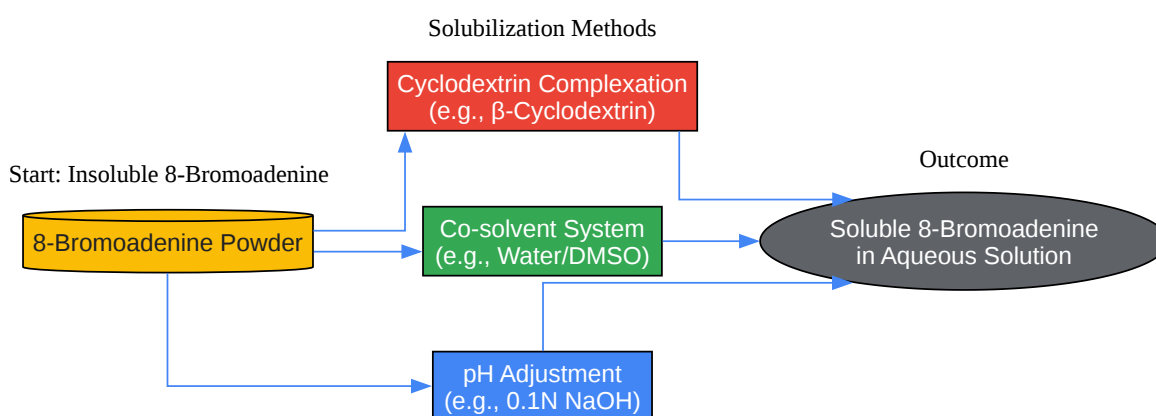 Solubilization Methods
Cyclodextrin Complexation
(e.g., β-Cyclodextrin)
Start: Insoluble 8-Bromoadenine
8-Bromoadenine Powder
Co-solvent System
(e.g., Water/DMSO)
pH Adjustment
(e.g., 0.1N NaOH)
Outcome
Soluble 8-Bromoadenine
in Aqueous Solution